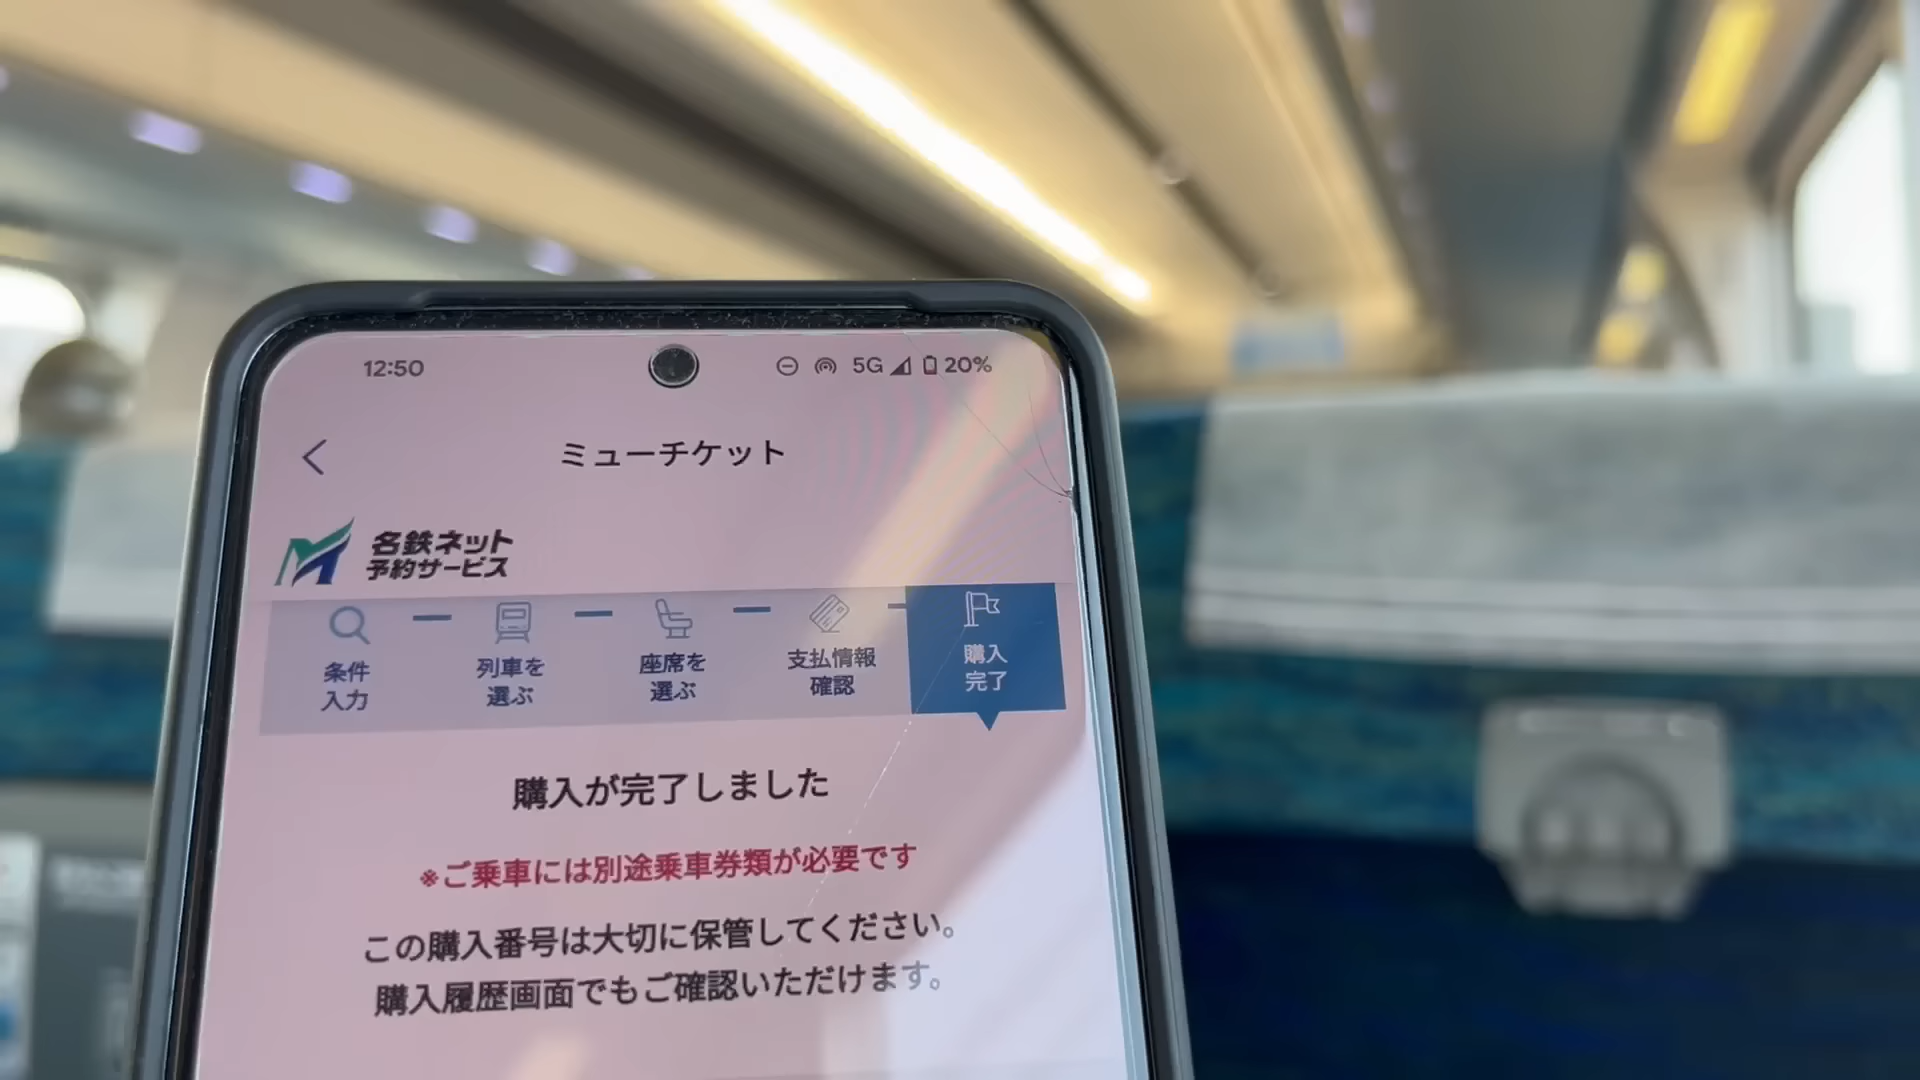 12:50 5G 20%
ミューチケット
名鉄ネット
予約サービス
条件
入力
列車を
選ぶ
座席を
選ぶ
支払情報
確認
購入
完了
購入が完了しました
※ご乗車には別途乗車券類が必要です
この購入番号は大切に保管してください。
購入履歴画面でもご確認いただけます。